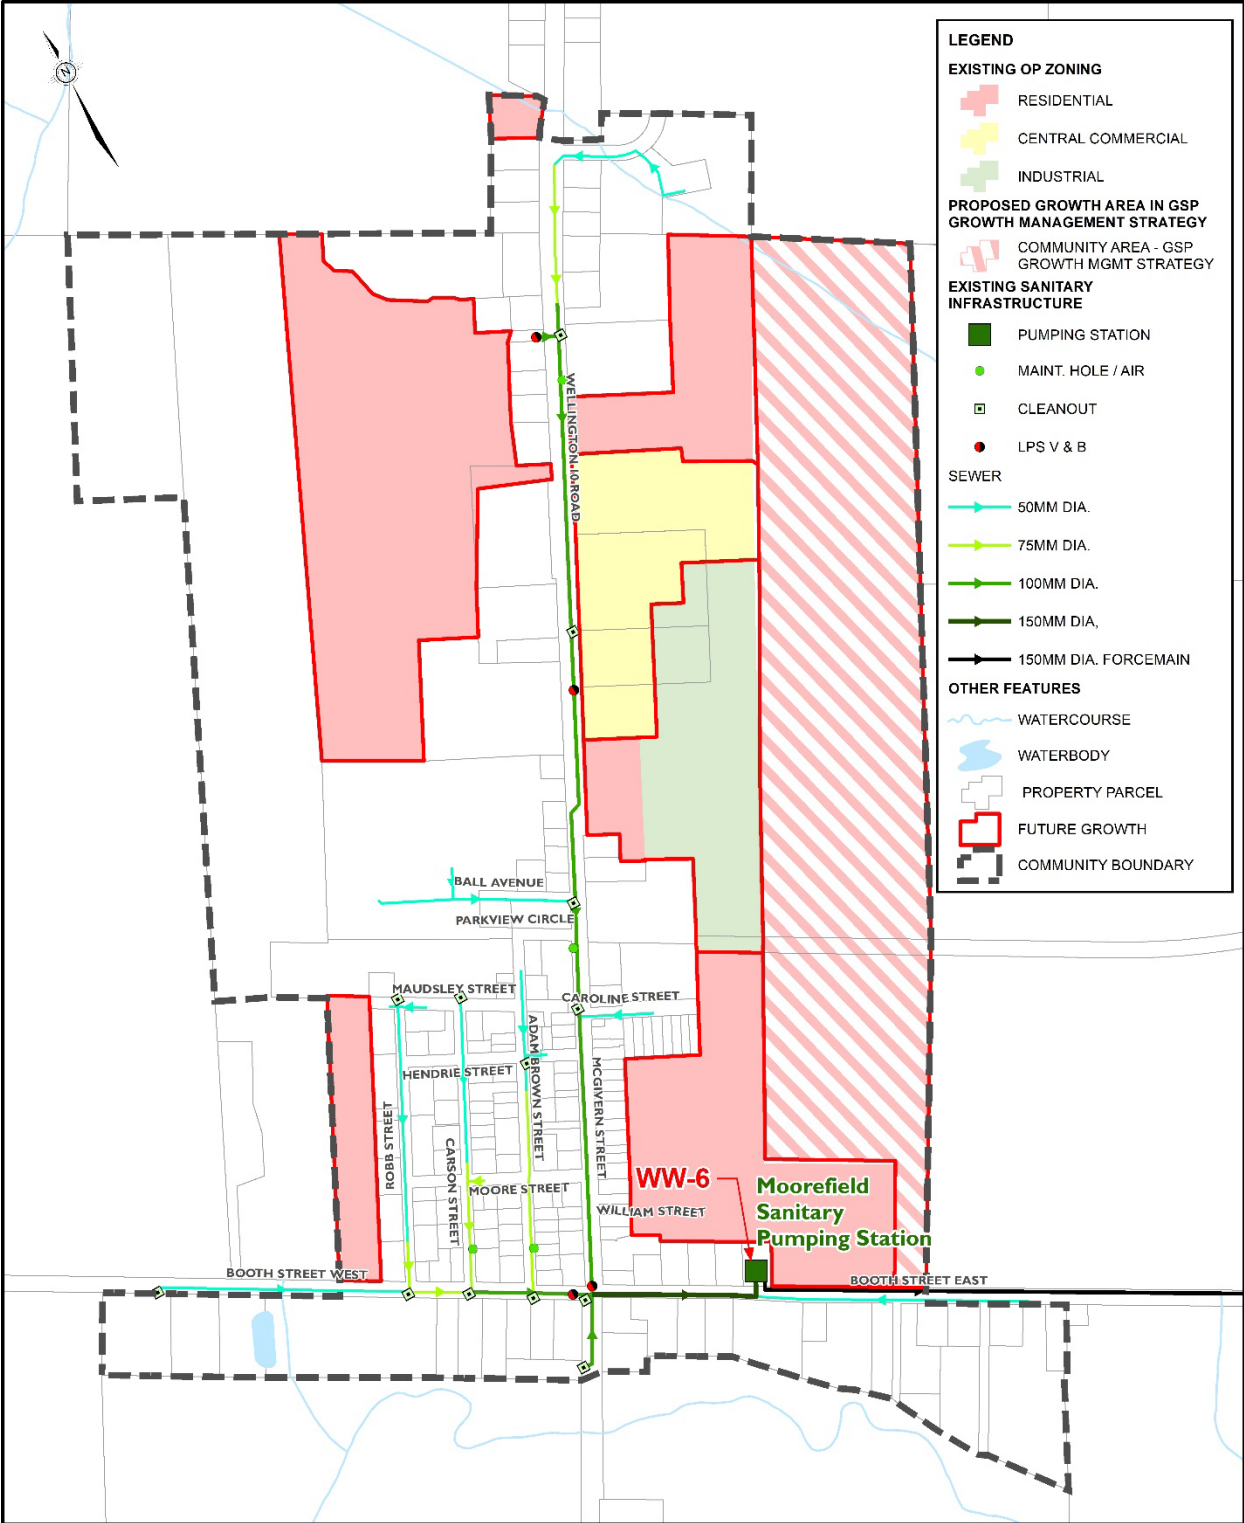 LEGEND
EXISTING OP ZONING
RESIDENTIAL
CENTRAL COMMERCIAL
INDUSTRIAL
PROPOSED GROWTH AREA IN GSP
GROWTH MANAGEMENT STRATEGY
COMMUNITY AREA - GSP
GROWTH MGMT STRATEGY
EXISTING SANITARY
INFRASTRUCTURE
PUMPING STATION
MAINT. HOLE / AIR
CLEANOUT
LPS V & B
SEWER
50MM DIA.
75MM DIA.
100MM DIA.
150MM DIA,
150MM DIA. FORCEMAIN
OTHER FEATURES
WATERCOURSE
WATERBODY
PROPERTY PARCEL
FUTURE GROWTH
COMMUNITY BOUNDARY
N
WELLINGTON 10 ROAD
BALL AVENUE
PARKVIEW CIRCLE
MAUDSLEY STREET
CAROLINE STREET
ADAM BROWN STREET
HENDRIE STREET
MCGIVERN STREET
ROBB STREET
CARSON STREET
MOORE STREET
WILLIAM STREET
WW-6
Moorefield
Sanitary
Pumping Station
BOOTH STREET WEST
BOOTH STREET EAST